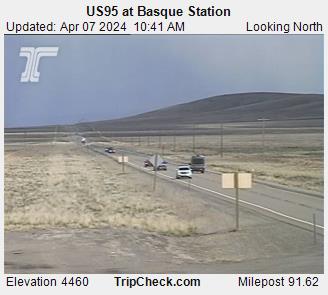 US95 at Basque Station
Updated: Apr 07 2024 10:41 AM Looking North
Elevation 4460 TripCheck.com Milepost 91.62